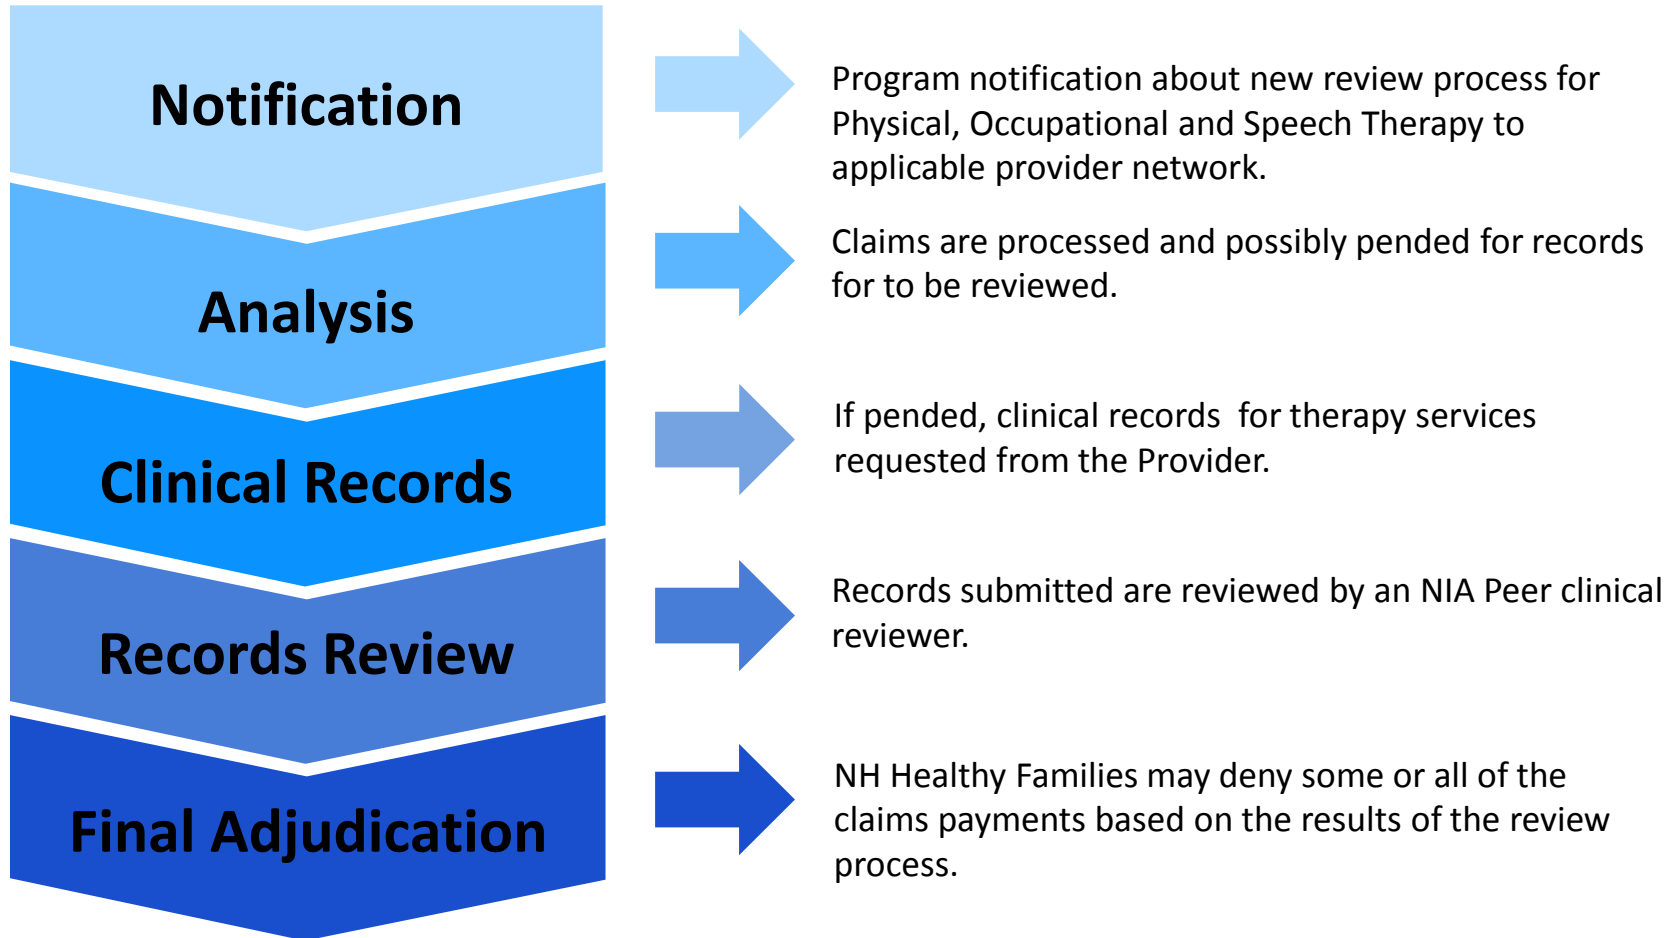 Notification
Program notification about new review process for
Physical, Occupational and Speech Therapy to
applicable provider network.
Analysis
Claims are processed and possibly pended for records
for to be reviewed.
Clinical Records
If pended, clinical records  for therapy services
requested from the Provider.
Records Review
Records submitted are reviewed by an NIA Peer clinical
reviewer.
Final Adjudication
NH Healthy Families may deny some or all of the
claims payments based on the results of the review
process.